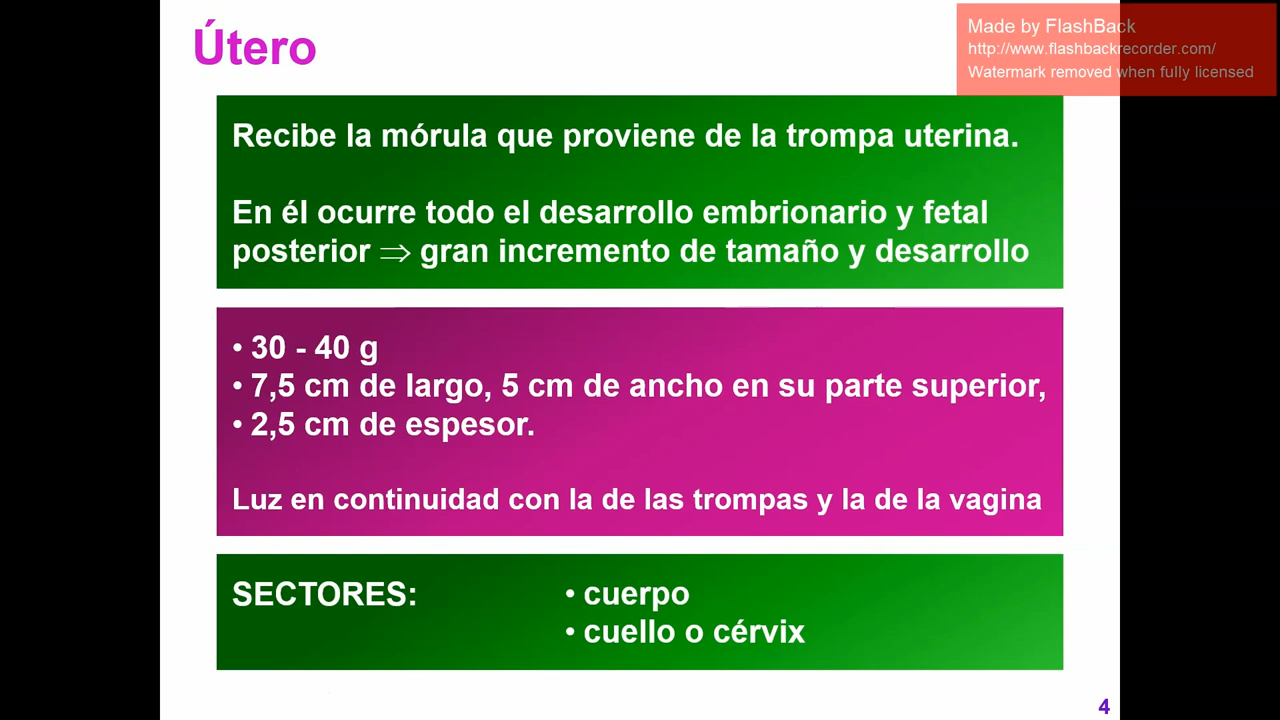 Útero
Made by FlashBack
http://www.flashbackrecorder.com/
Watermark removed when fully licensed
Recibe la mórula que proviene de la trompa uterina.
En él ocurre todo el desarrollo embrionario y fetal
posterior ⇒ gran incremento de tamaño y desarrollo
• 30 - 40 g
• 7,5 cm de largo, 5 cm de ancho en su parte superior,
• 2,5 cm de espesor.
Luz en continuidad con la de las trompas y la de la vagina
SECTORES: • cuerpo
• cuello o cérvix
4